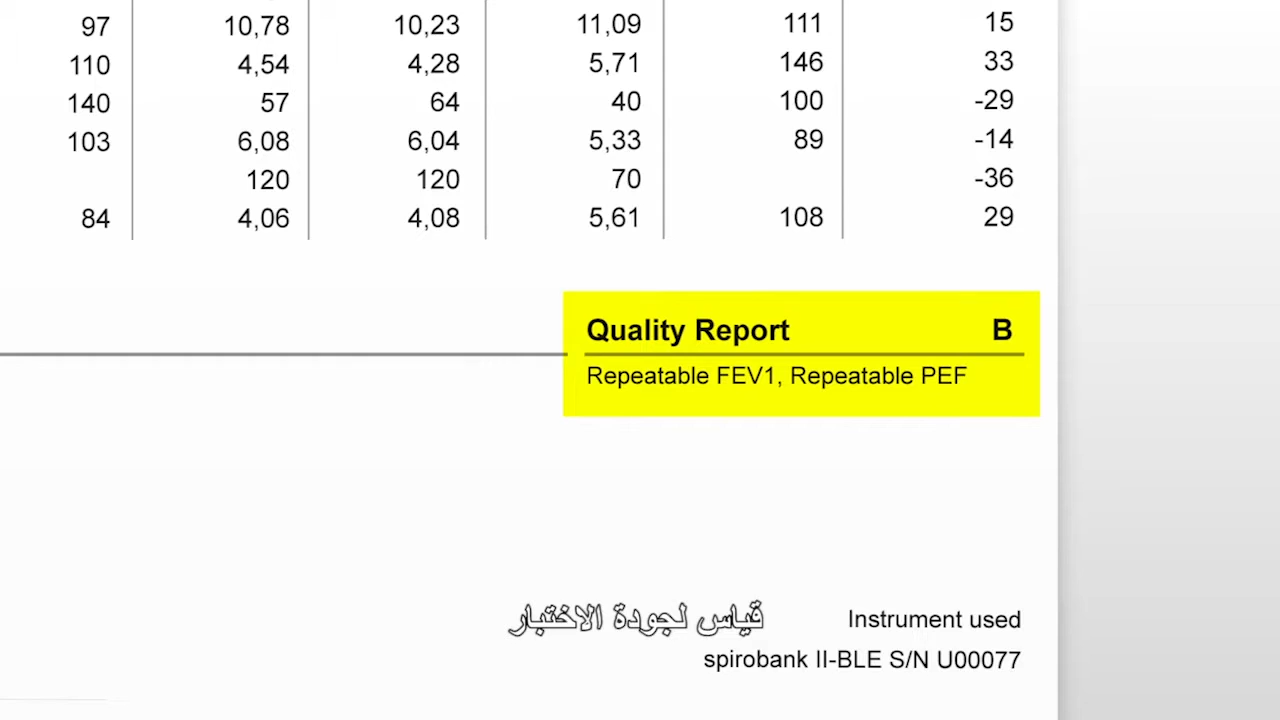 97 10,78 10,23 11,09 111 15
110 4,54 4,28 5,71 146 33
140 57 64 40 100 -29
103 6,08 6,04 5,33 89 -14
120 120 70 -36
84 4,06 4,08 5,61 108 29
Quality Report B
Repeatable FEV1, Repeatable PEF
قياس لجودة الاختبار
Instrument used
spirobank II-BLE S/N U00077